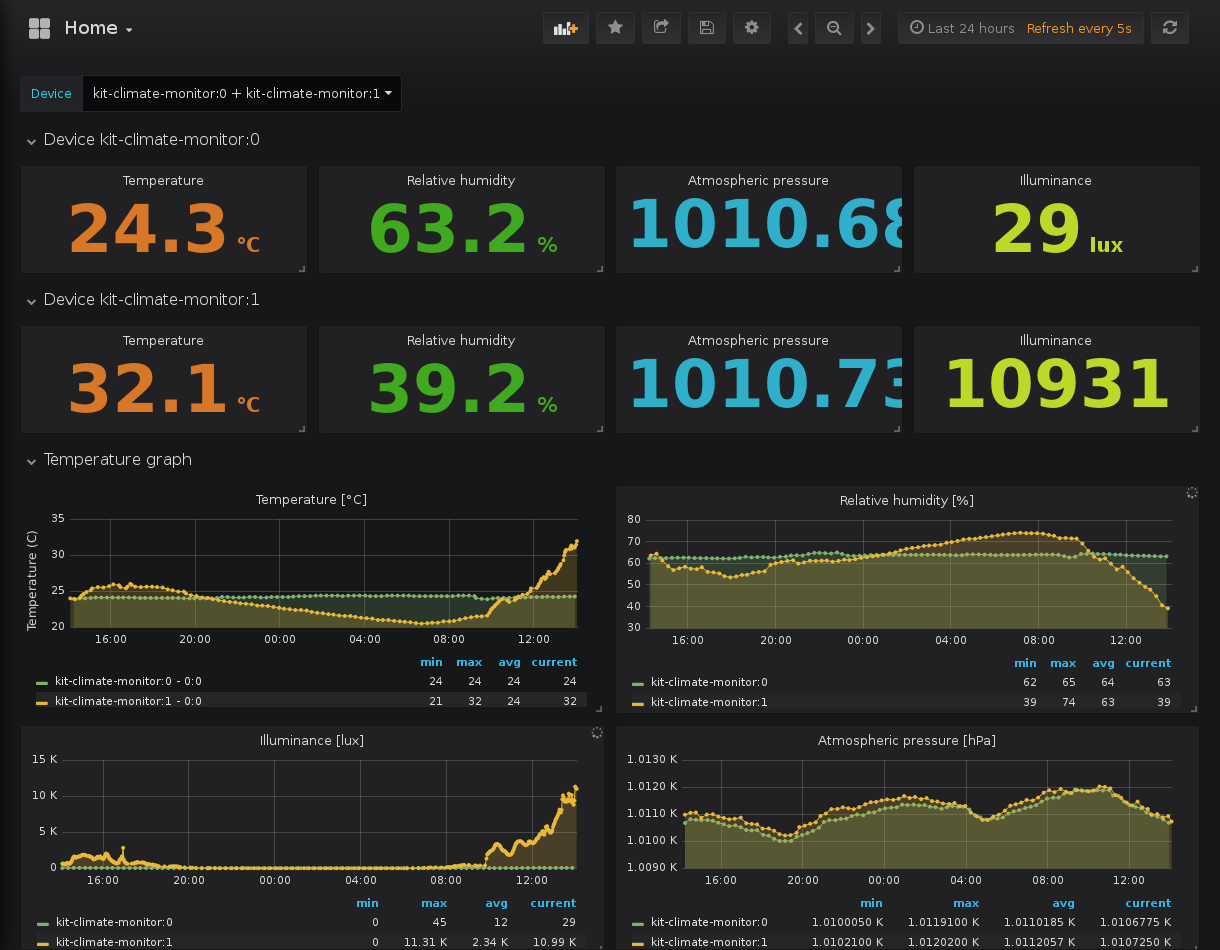 Home
Last 24 hours Refresh every 5s
Device kit-climate-monitor:0 + kit-climate-monitor:1
Device kit-climate-monitor:0
Temperature Relative humidity Atmospheric pressure Illuminance
24.3 °C 63.2 % 1010.68 29 lux
Device kit-climate-monitor:1
Temperature Relative humidity Atmospheric pressure Illuminance
32.1 °C 39.2 % 1010.73 10931
Temperature graph
Temperature [°C]
Temperature (C)
35
30
25
20
16:00 20:00 00:00 04:00 08:00 12:00
min max avg current
kit-climate-monitor:0 - 0:0 24 24 24 24
kit-climate-monitor:1 - 0:0 21 32 24 32
Relative humidity [%]
80
70
60
50
40
30
16:00 20:00 00:00 04:00 08:00 12:00
min max avg current
kit-climate-monitor:0 62 65 64 63
kit-climate-monitor:1 39 74 63 39
Illuminance [lux]
15 K
10 K
5 K
0
16:00 20:00 00:00 04:00 08:00 12:00
min max avg current
kit-climate-monitor:0 0 45 12 29
kit-climate-monitor:1 0 11.31 K 2.34 K 10.99 K
Atmospheric pressure [hPa]
1.0130 K
1.0120 K
1.0110 K
1.0100 K
1.0090 K
16:00 20:00 00:00 04:00 08:00 12:00
min max avg current
kit-climate-monitor:0 1.0100050 K 1.0119100 K 1.0110185 K 1.0106775 K
kit-climate-monitor:1 1.0102100 K 1.0120200 K 1.0112057 K 1.0107250 K